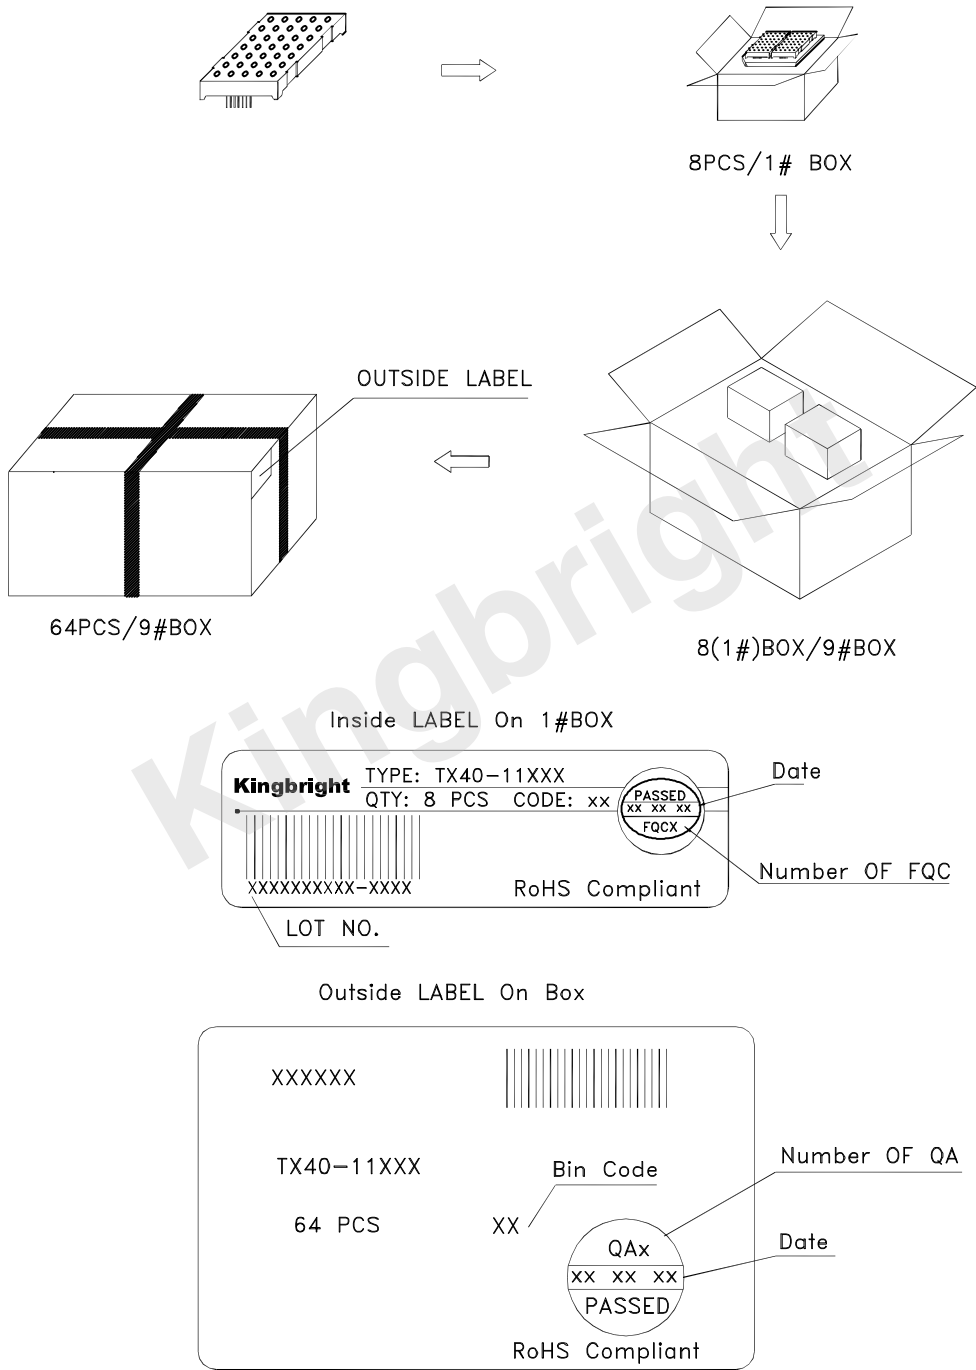 8PCS/1# BOX
OUTSIDE LABEL
64PCS/9#BOX
8(1#)BOX/9#BOX
Kingbright
Inside LABEL On 1#BOX
Kingbright
TYPE: TX40-11XXX
QTY: 8 PCS CODE: xx
PASSED
xx xx xx
FQCX
Date
Number OF FQC
XXXXXXXXXX-XXXX
RoHS Compliant
LOT NO.
Outside LABEL On Box
XXXXXX
TX40-11XXX
Bin Code
Number OF QA
64 PCS
XX
QAx
Date
xx xx xx
PASSED
RoHS Compliant